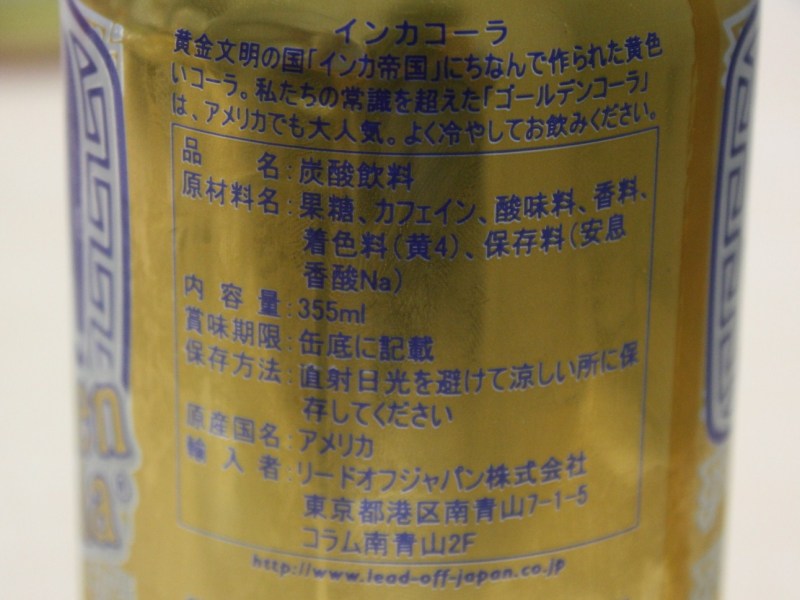 インカコーラ
黄金文明の国「インカ帝国」にちなんで作られた黄色
いコーラ。私たちの常識を超えた「ゴールデンコーラ」
は、アメリカでも大人気。よく冷やしてお飲みください。
品名:炭酸飲料
原材料名:果糖、カフェイン、酸味料、香料、
着色料(黄4)、保存料(安息
香酸Na)
内容量:355ml
賞味期限:缶底に記載
保存方法:直射日光を避けて涼しい所に保
存してください
原産国名:アメリカ
輸入者:リードオフジャパン株式会社
東京都港区南青山7-1-5
コラム南青山2F
http://www.lead-off-japan.co.jp